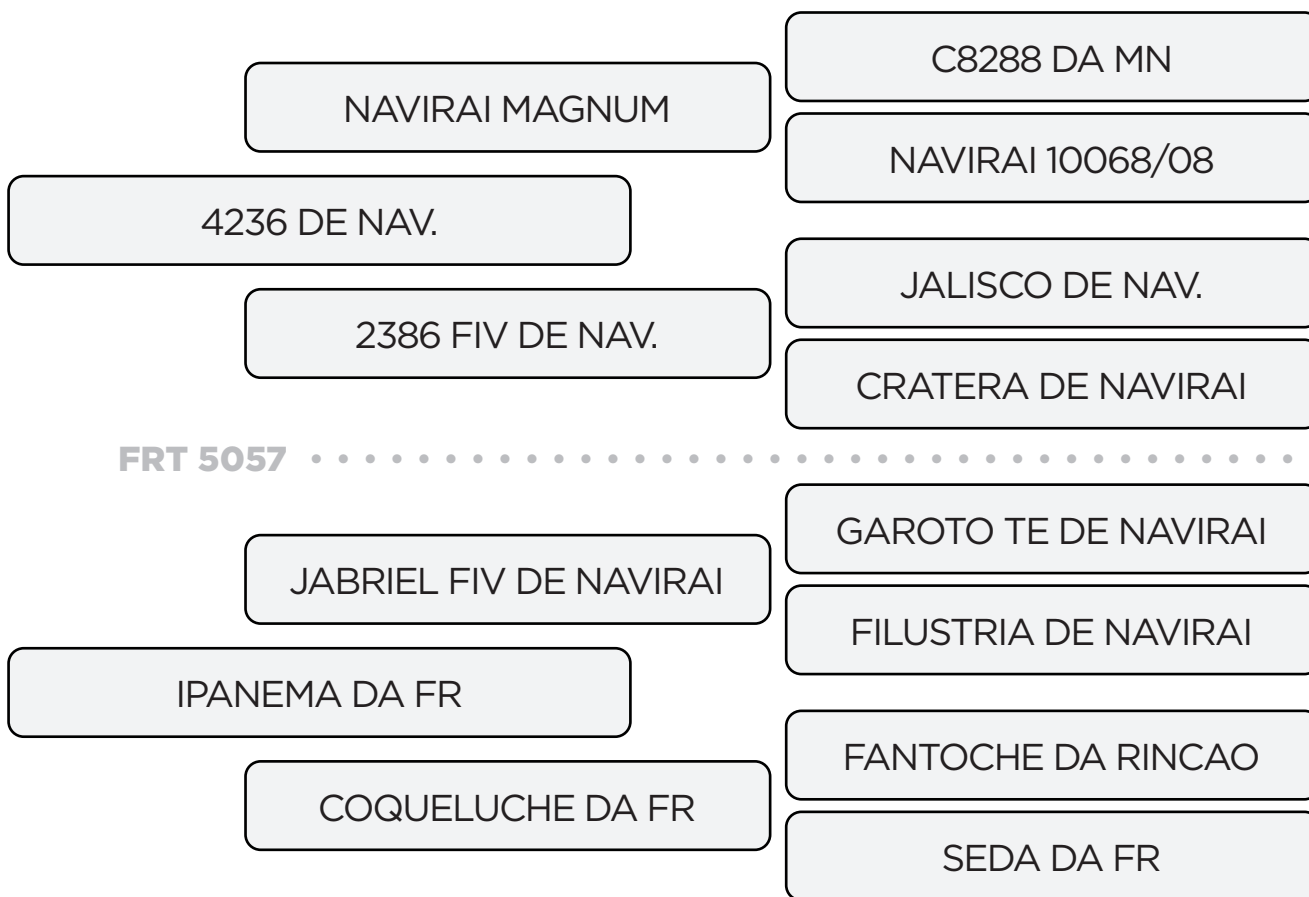 C8288 DA MN
NAVIRAI MAGNUM
NAVIRAI 10068/08
4236 DE NAV.
JALISCO DE NAV.
2386 FIV DE NAV.
CRATERA DE NAVIRAI
FRT 5057
GAROTO TE DE NAVIRAI
JABRIEL FIV DE NAVIRAI
FILUSTRIA DE NAVIRAI
IPANEMA DA FR
FANTOCHE DA RINCAO
COQUELUCHE DA FR
SEDA DA FR